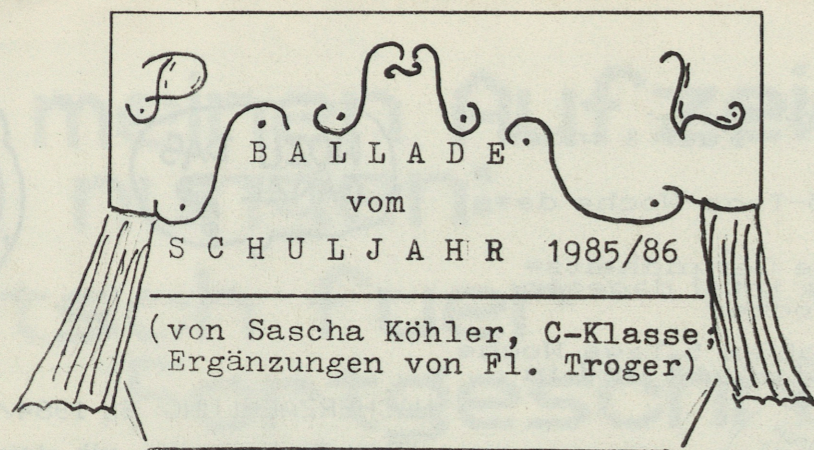 P L
BALLADE
vom
SCHULJAHR 1985/86
(von Sascha Köhler, C-Klasse;
Ergänzungen von Fl. Troger)